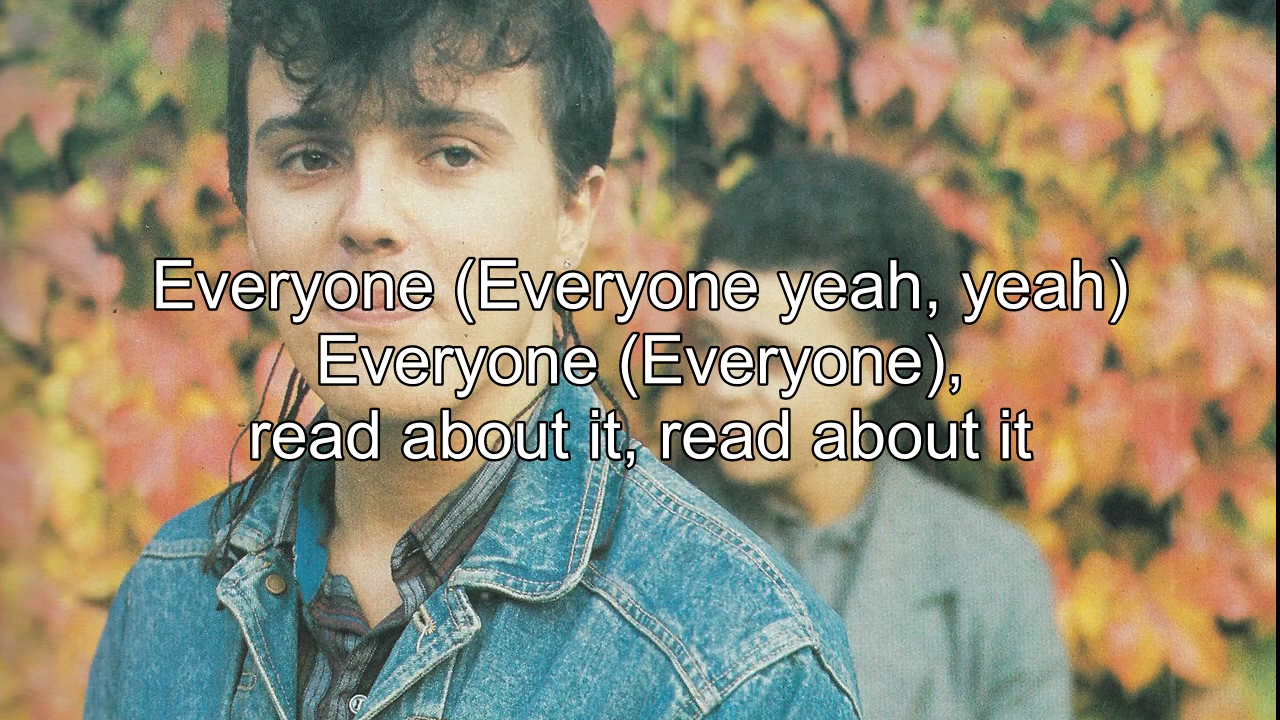 Everyone (Everyone yeah, yeah)
Everyone (Everyone),
read about it, read about it